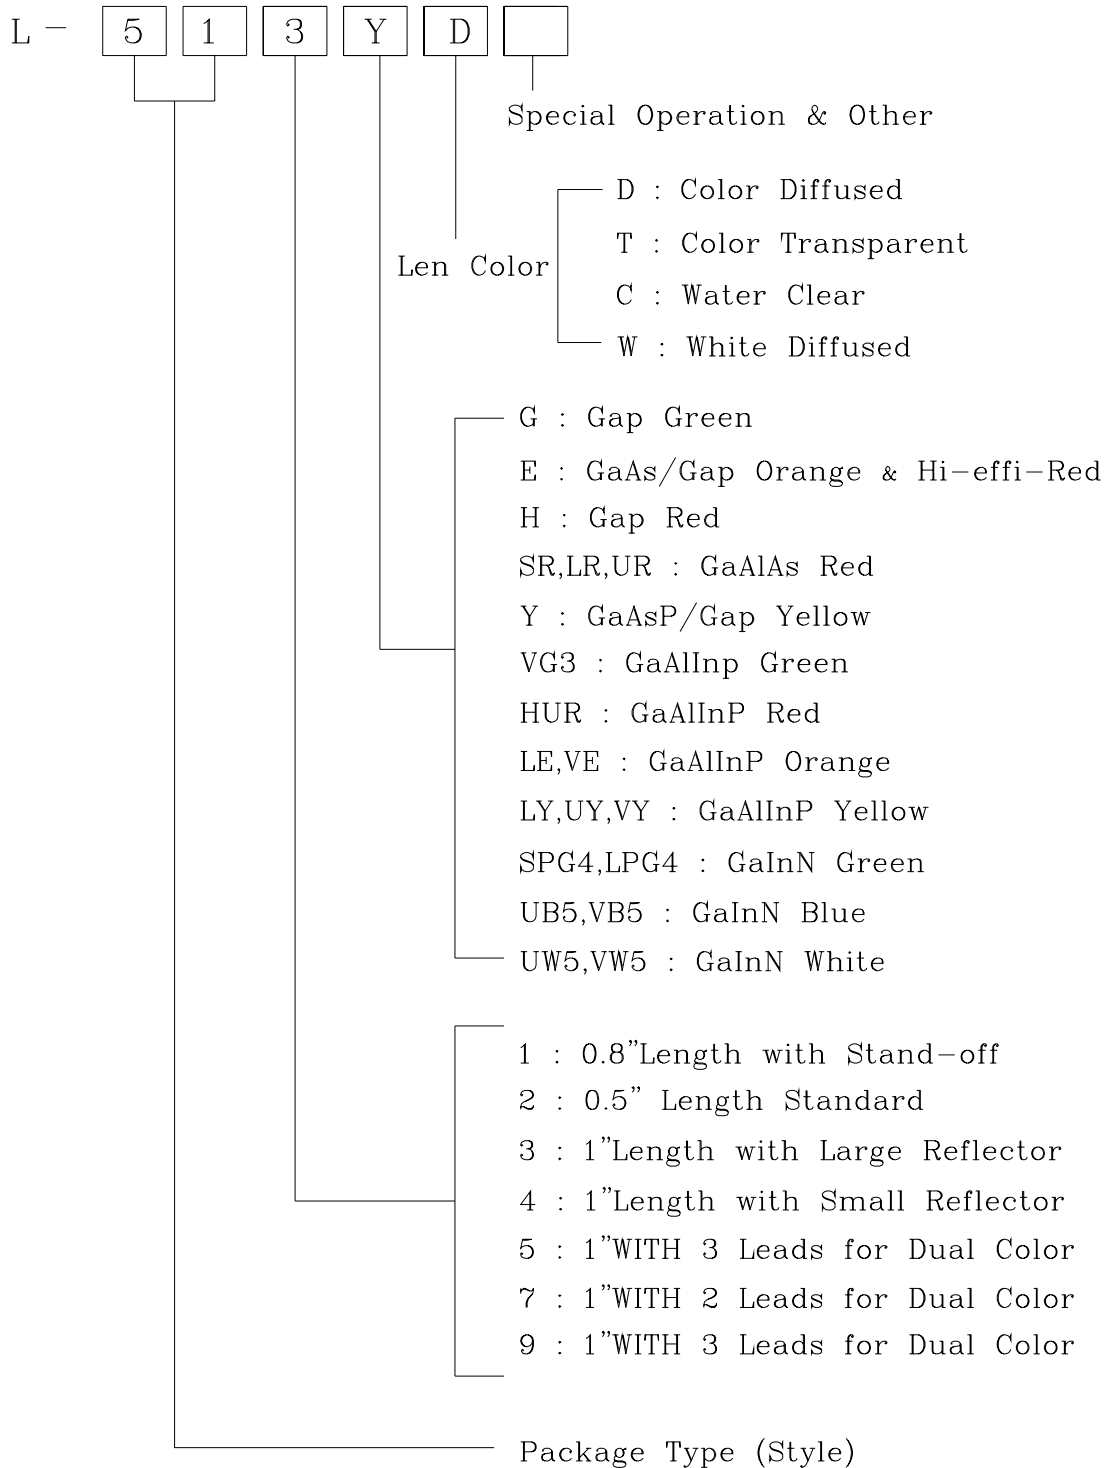 L- 5 1 3 Y D
Special Operation & Other
D : Color Diffused
T : Color Transparent
Len Color
C : Water Clear
W : White Diffused
G : Gap Green
E : GaAs/Gap Orange & Hi-effi-Red
H : Gap Red
SR,LR,UR : GaAlAs Red
Y : GaAsP/Gap Yellow
VG3 : GaAlInp Green
HUR : GaAlInP Red
LE,VE : GaAlInP Orange
LY,UY,VY : GaAlInP Yellow
SPG4,LPG4 : GaInN Green
UB5,VB5 : GaInN Blue
UW5,VW5 : GaInN White
1 : 0.8"Length with Stand-off
2 : 0.5" Length Standard
3 : 1"Length with Large Reflector
4 : 1"Length with Small Reflector
5 : 1"WITH 3 Leads for Dual Color
7 : 1"WITH 2 Leads for Dual Color
9 : 1"WITH 3 Leads for Dual Color
Package Type (Style)